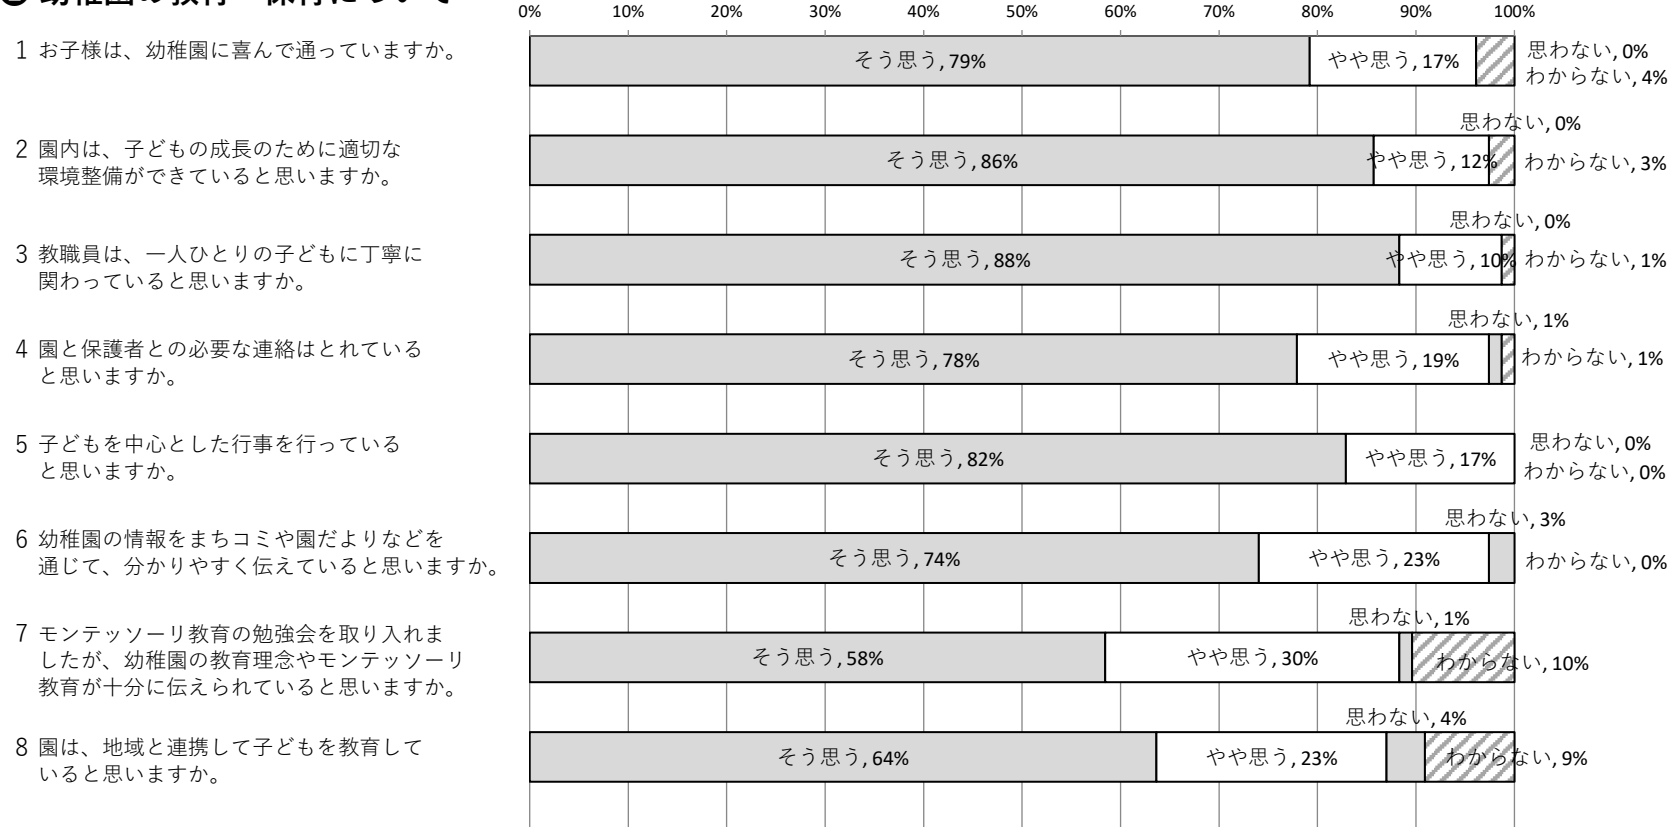 0% 10% 20% 30% 40% 50% 60% 70% 80% 90% 100%
1 お子様は、幼稚園に喜んで通っていますか。
そう思う, 79% やや思う, 17% 思わない, 0%
わからない, 4%
思わない, 0%
2 園内は、子どもの成長のために適切な
環境整備ができていると思いますか。
そう思う, 86% やや思う, 12% わからない, 3%
思わない, 0%
3 教職員は、一人ひとりの子どもに丁寧に
関わっていると思いますか。
そう思う, 88% やや思う, 10% わからない, 1%
思わない, 1%
4 園と保護者との必要な連絡はとれている
と思いますか。
そう思う, 78% やや思う, 19% わからない, 1%
5 子どもを中心とした行事を行っている
と思いますか。
そう思う, 82% やや思う, 17% 思わない, 0%
わからない, 0%
思わない, 3%
6 幼稚園の情報をまちコミや園だよりなどを
通じて、分かりやすく伝えていると思いますか。
そう思う, 74% やや思う, 23% わからない, 0%
思わない, 1%
7 モンテッソーリ教育の勉強会を取り入れま
したが、幼稚園の教育理念やモンテッソーリ
教育が十分に伝えられていると思いますか。
そう思う, 58% やや思う, 30% わからない, 10%
思わない, 4%
8 園は、地域と連携して子どもを教育して
いると思いますか。
そう思う, 64% やや思う, 23% わからない, 9%